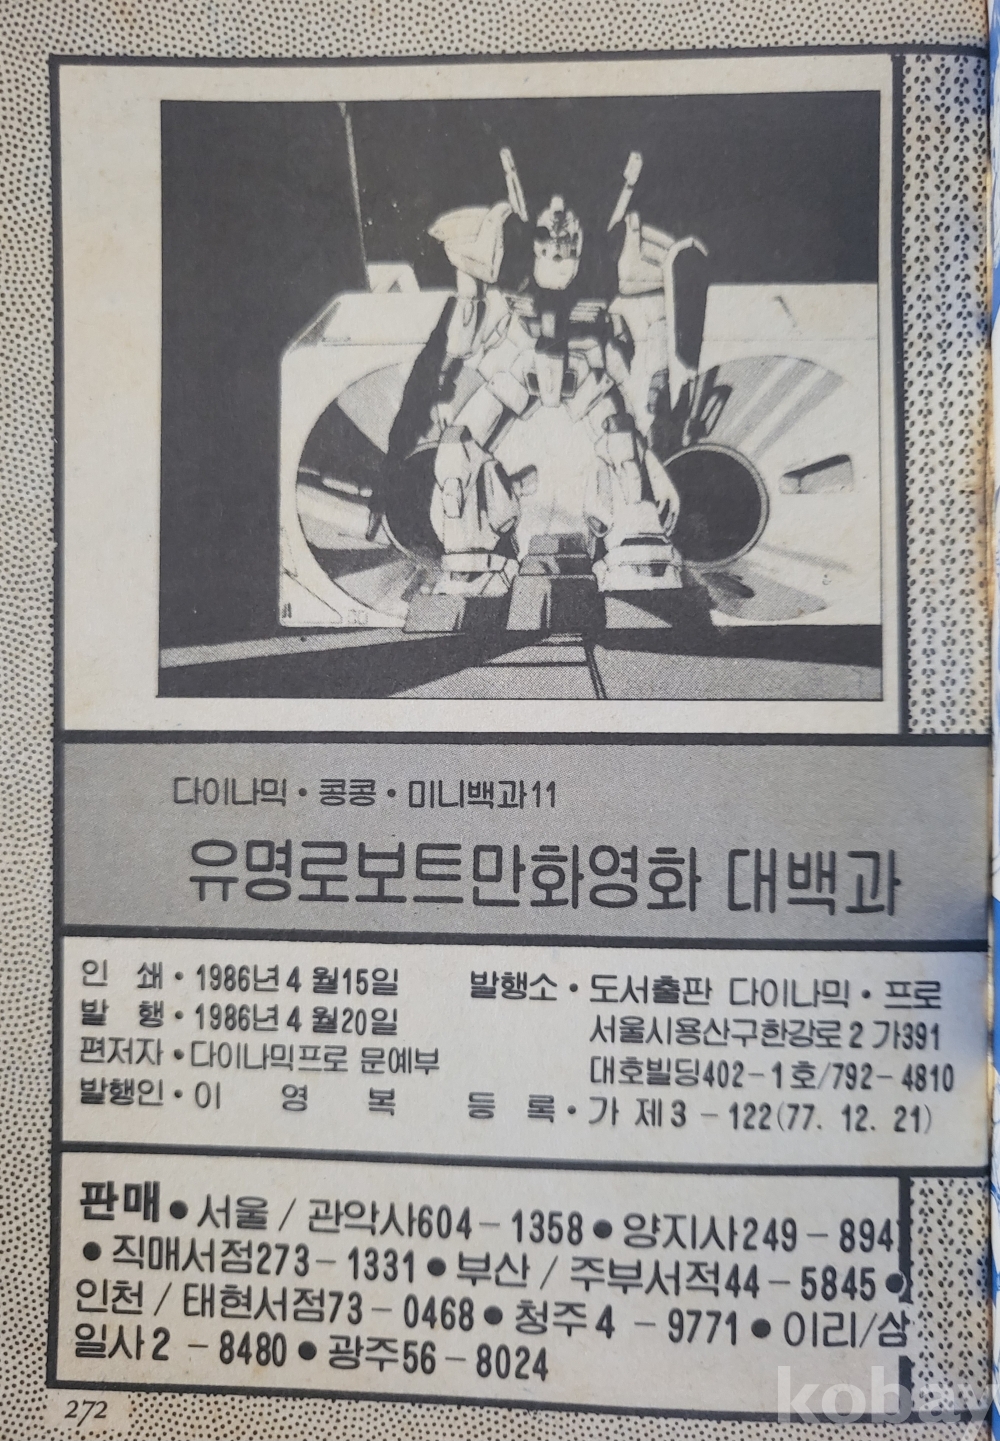 다이나믹・콩콩・미니백과11
유명로보트만화영화 대백과
인 쇄・1986년 4 월15일
발 행・1986년 4 월20일
편저자・다이나믹프로 문예부
발행인・이 영 복
발행소・도서출판 다이나믹・프로
서울시용산구한강로2 가391
대호빌딩402-1호/792-4810
등 록・가 제3 -122(77. 12. 21)
판매●서울 / 관악사604-1358●양지사249-894
●직매서점273-1331●부산 / 주부서적44-5845●
인천 / 태현서점73-0468●청주4 -9771●이리/삼
일사2 -8480●광주56-8024
272
kobay